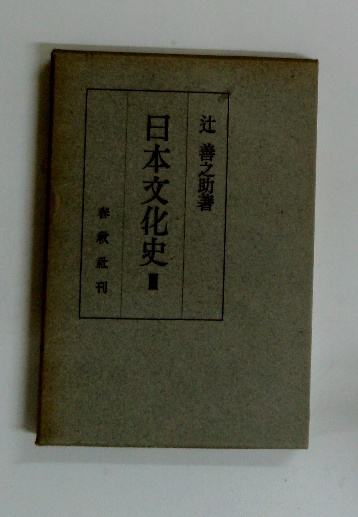 辻 善之助著
日本文化史
春秋社刊